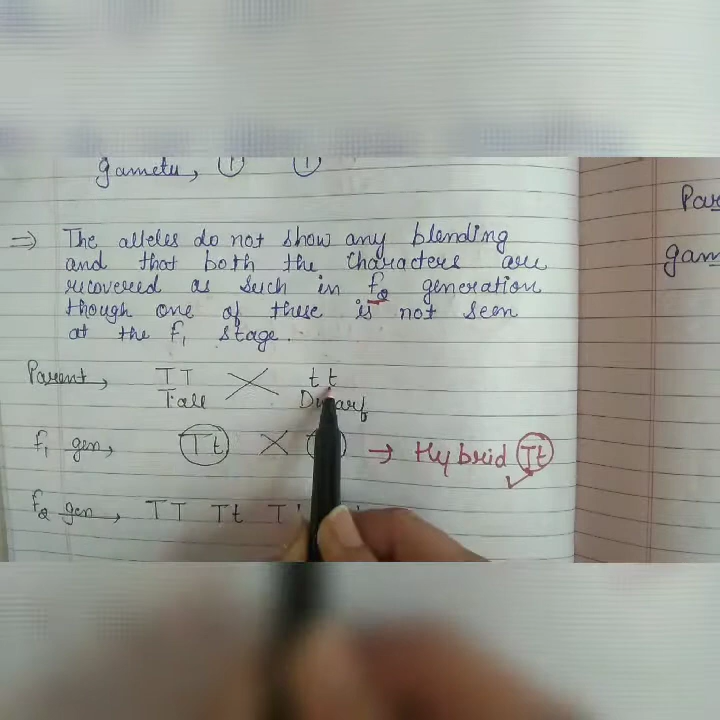 gametu, (T) (T)
⇒ The alleles do not show any blending
and that both the characters are
recovered as such in f2 generation
though one of these is not seen
at the f1 stage.
Parent, TT × tt
Tall Dwarf
f1 gen, Tt × → Hybrid Tt
f2 gen, TT Tt T
Par
gam